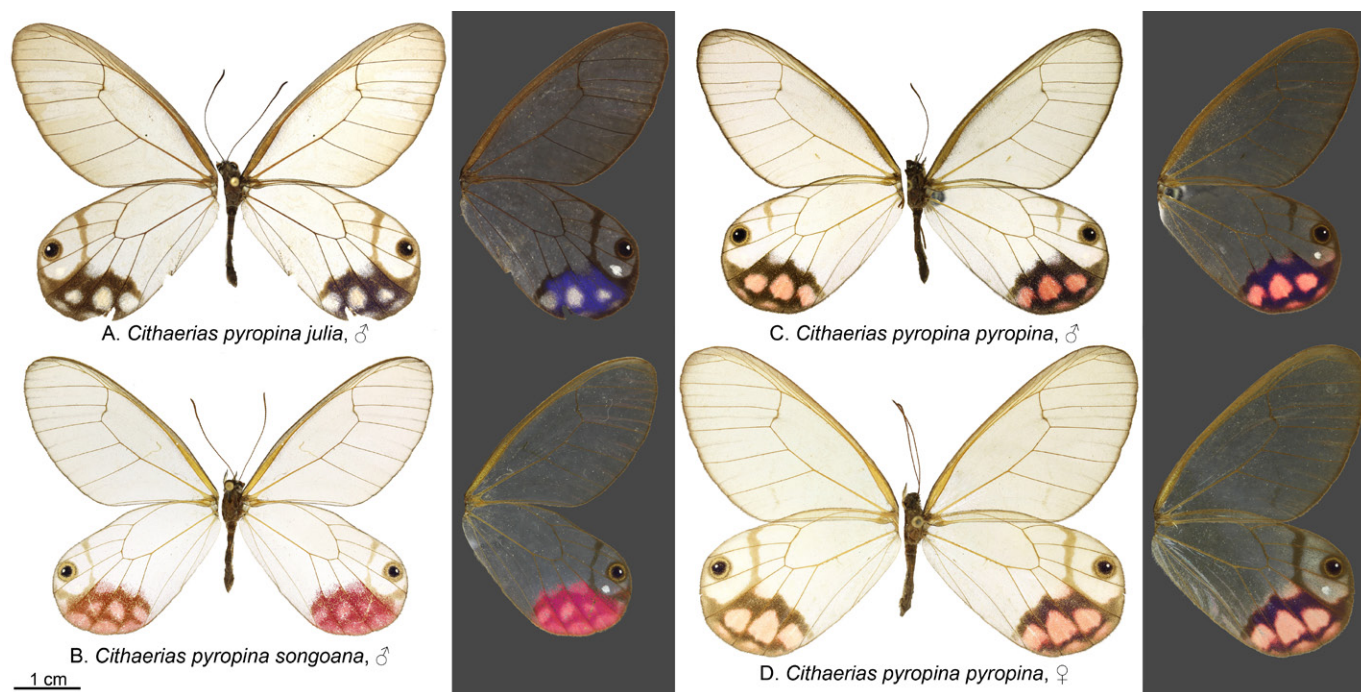 A. Cithaerias pyropina julia, ♂
C. Cithaerias pyropina pyropina, ♂
B. Cithaerias pyropina songoana, ♂
D. Cithaerias pyropina pyropina, ♀
1 cm